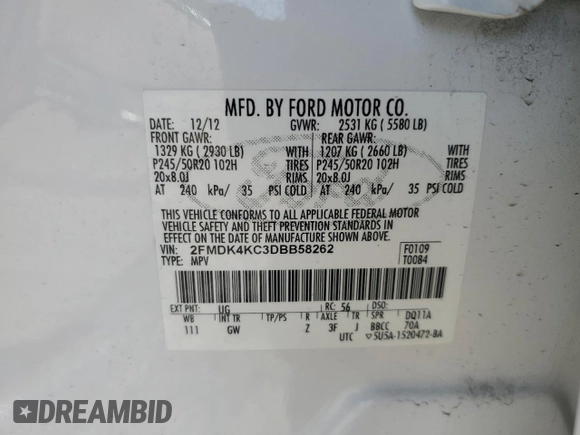 MFD. BY FORD MOTOR CO.
DATE: 12/12 GVWR: 2531 KG ( 5580 LB)
FRONT GAWR: REAR GAWR:
1329 KG ( 2930 LB) WITH 1207 KG ( 2660 LB) WITH
P245/50R20 102H TIRES P245/50R20 102H TIRES
20x8.0J RIMS 20x8.0J RIMS
AT 240 kPa/ 35 PSI COLD AT 240 kPa/ 35 PSI COLD
THIS VEHICLE CONFORMS TO ALL APPLICABLE FEDERAL MOTOR
VEHICLE SAFETY AND THEFT PREVENTION STANDARDS IN EFFECT
ON THE DATE OF MANUFACTURE SHOWN ABOVE.
VIN: 2FMDK4KC3DBB58262 F0109
TYPE: MPV T0084
EXT PNT: UG RC: 56 DSO:
WB INT TR TP/PS R AXLE TR SPR DQ11A
111 GW Z 3F J BBCC 70A
UTC 5U5A-1520472-BA
DREAMBID